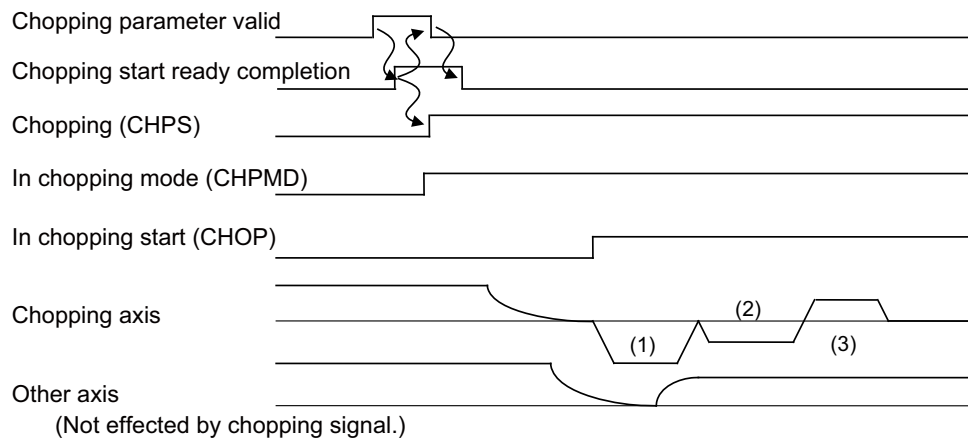 Chopping parameter valid
Chopping start ready completion
Chopping (CHPS)
In chopping mode (CHPMD)
In chopping start (CHOP)
Chopping axis
(1)
(2)
(3)
Other axis
(Not effected by chopping signal.)